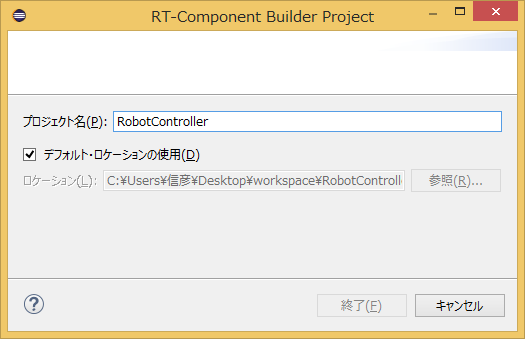 RT-Component Builder Project
プロジェクト名(P): RobotController
デフォルト・ロケーションの使用(D)
ロケーション(L): C:¥Users¥信彦¥Desktop¥workspace¥RobotControlle 参照(R)...
?
終了(F) キャンセル